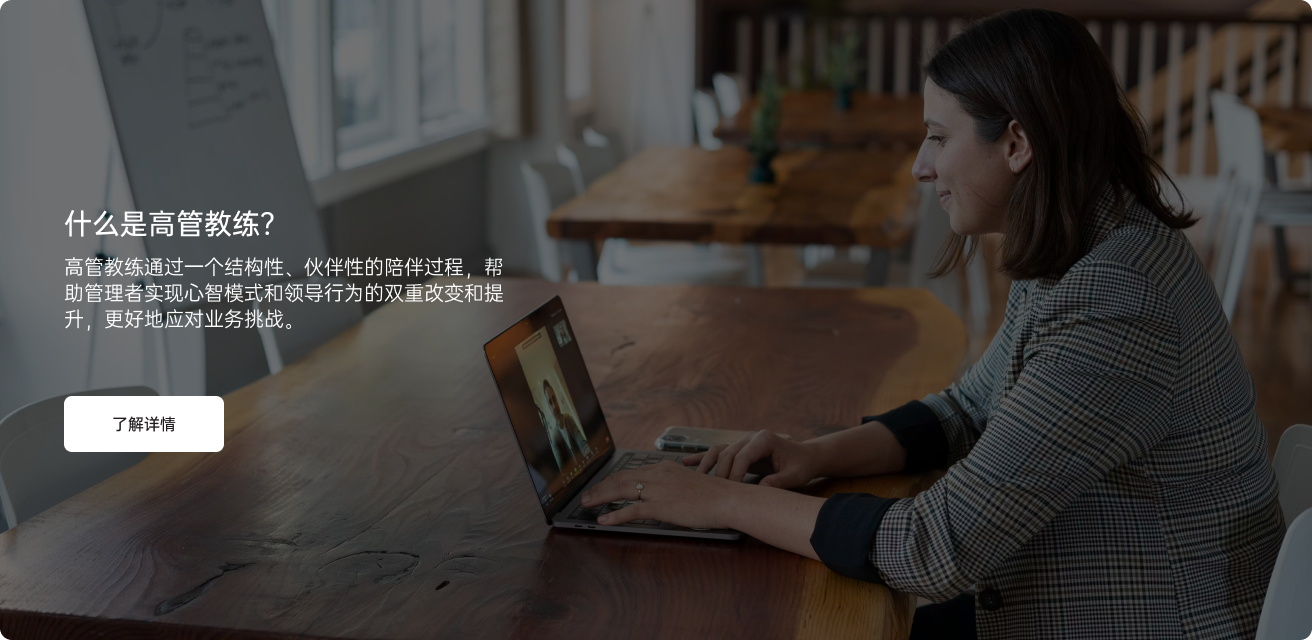 什么是高管教练?
高管教练通过一个结构性、伙伴性的陪伴过程，帮
助管理者实现心智模式和领导行为的双重改变和提
升，更好地应对业务挑战。
了解详情